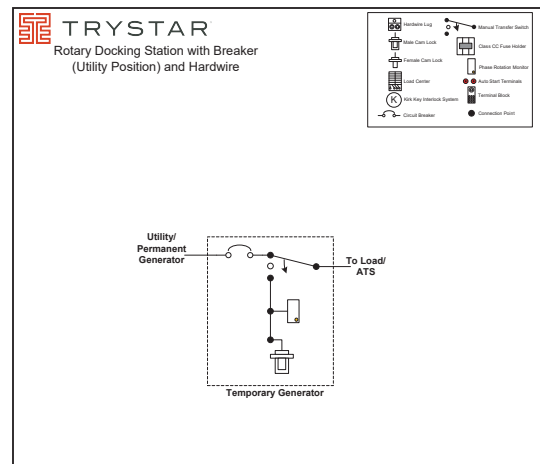 TRYSTAR
Rotary Docking Station with Breaker
(Utility Position) and Hardwire
Hardwire Lug
Male Cam Lock
Female Cam Lock
Load Center
K
Kirk Key Interlock System
Circuit Breaker
Manual Transfer Switch
Class CC Fuse Holder
Phase Rotation Monitor
Auto Start Terminals
Terminal Block
Connection Point
Utility/
Permanent
Generator
To Load/
ATS
Temporary Generator